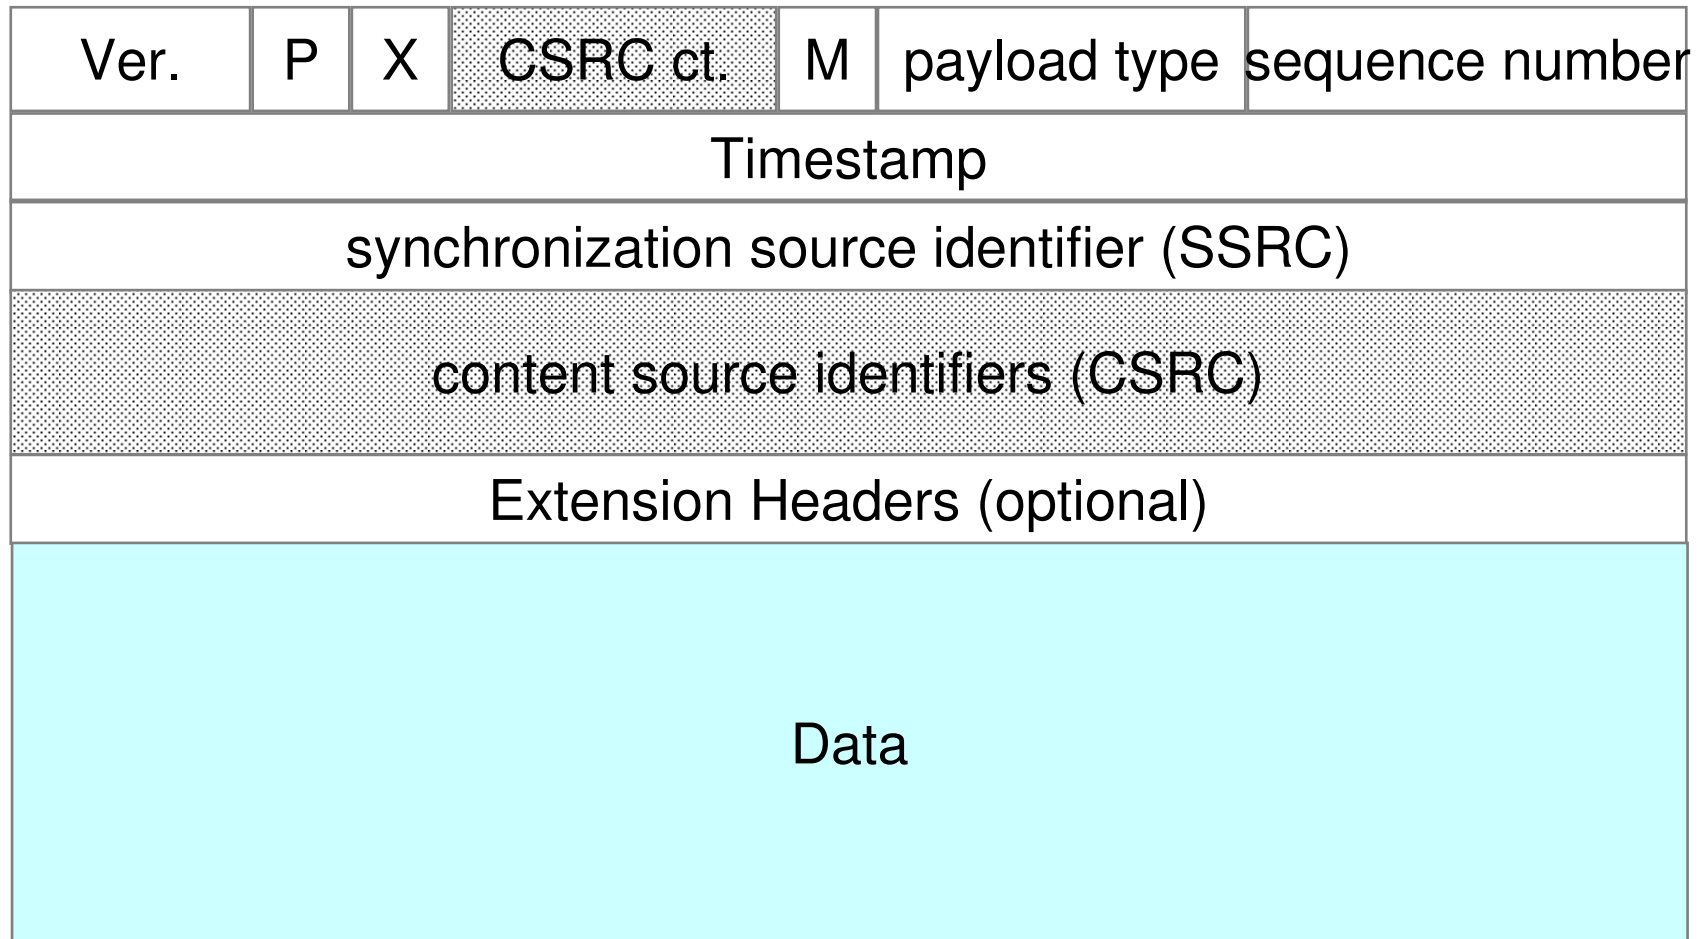 Ver. P X CSRC ct. M payload type sequence number
Timestamp
synchronization source identifier (SSRC)
content source identifiers (CSRC)
Extension Headers (optional)
Data